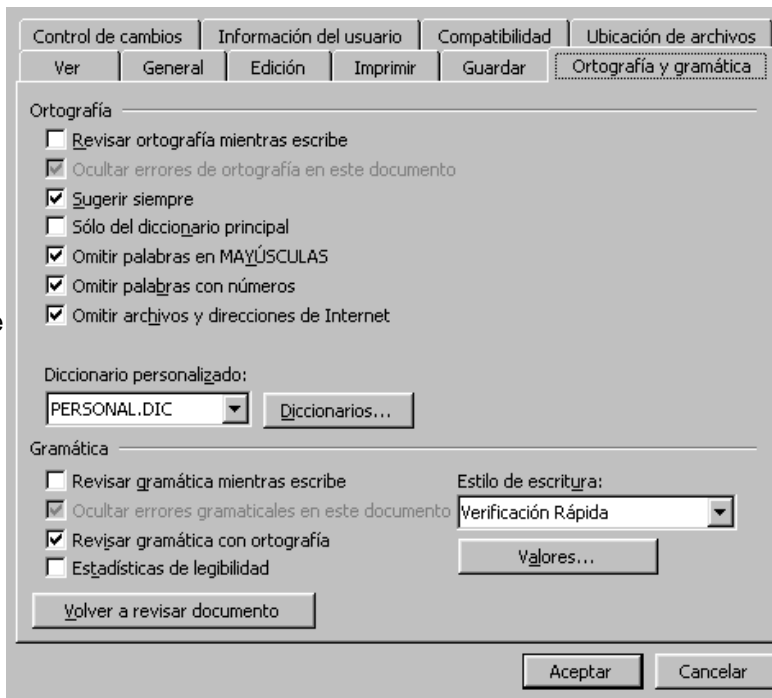 Control de cambios Información del usuario Compatibilidad Ubicación de archivos
Ver General Edición Imprimir Guardar Ortografía y gramática
Ortografía
Revisar ortografía mientras escribe
Ocultar errores de ortografía en este documento
Sugerir siempre
Sólo del diccionario principal
Omitir palabras en MAYÚSCULAS
Omitir palabras con números
e Omitir archivos y direcciones de Internet
Diccionario personalizado:
PERSONAL.DIC Diccionarios...
Gramática
Revisar gramática mientras escribe Estilo de escritura:
Ocultar errores gramaticales en este documento Verificación Rápida
Revisar gramática con ortografía
Valores...
Estadísticas de legibilidad
Volver a revisar documento
Aceptar Cancelar